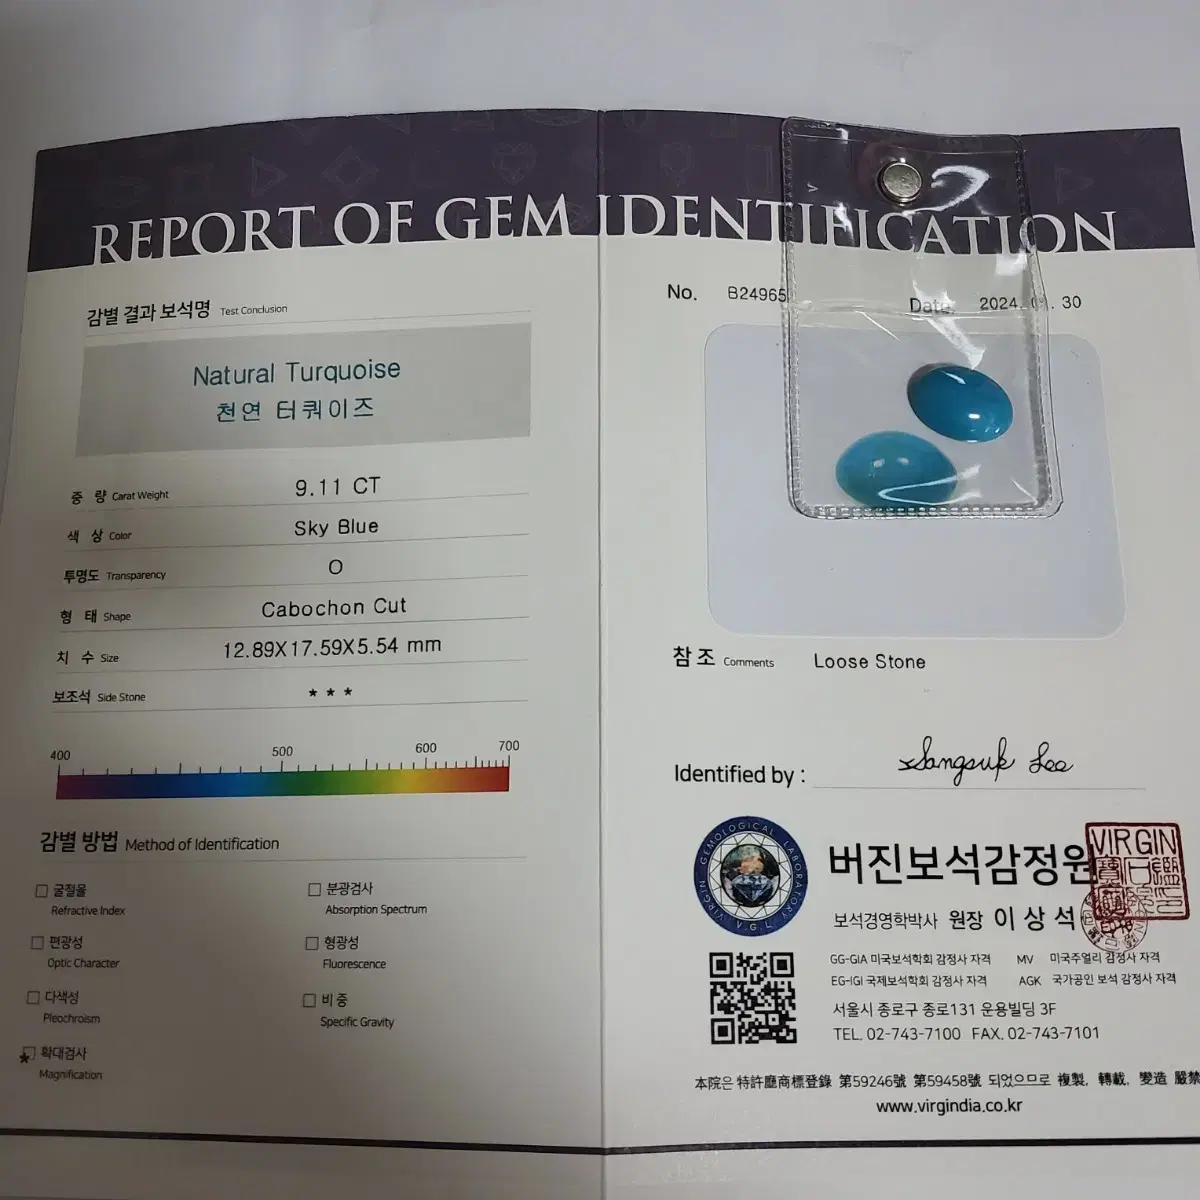 REPORT OF GEM IDENTIFICATION
감별 결과 보석명 Test Conclusion
Natural Turquoise
천연 터쿼이즈
중 량 Carat Weight 9.11 CT
색 상 Color Sky Blue
투명도 Transparency O
형 태 Shape Cabochon Cut
치 수 Size 12.89X17.59X5.54 mm
보조석 Side Stone * * *
400 500 600 700
감별 방법 Method of Identification
굴절율
Refractive Index
편광성
Optic Character
다색성
Pleochroism
확대검사
Magnification
분광검사
Absorption Spectrum
형광성
Fluorescence
비 중
Specific Gravity
No. B24965
Date. 2024. . 30
참 조 Comments Loose Stone
Identified by : Sangsuk Lee
VIRGIN GEMOLOGICAL LABORATORY
V.G.L
버진보석감정원
VIRGIN
보석경영학박사 원장 이 상 석
GG-GIA 미국보석학회 감정사 자격 MV 미국주얼리 감정사 자격
EG-IGI 국제보석학회 감정사 자격 AGK 국가공인 보석 감정사 자격
서울시 종로구 종로131 운용빌딩 3F
TEL. 02-743-7100 FAX. 02-743-7101
本院은 特許廳商標登錄 第59246號 第59458號 되었으므로 複製, 轉載, 變造 嚴禁
www.virgindia.co.kr